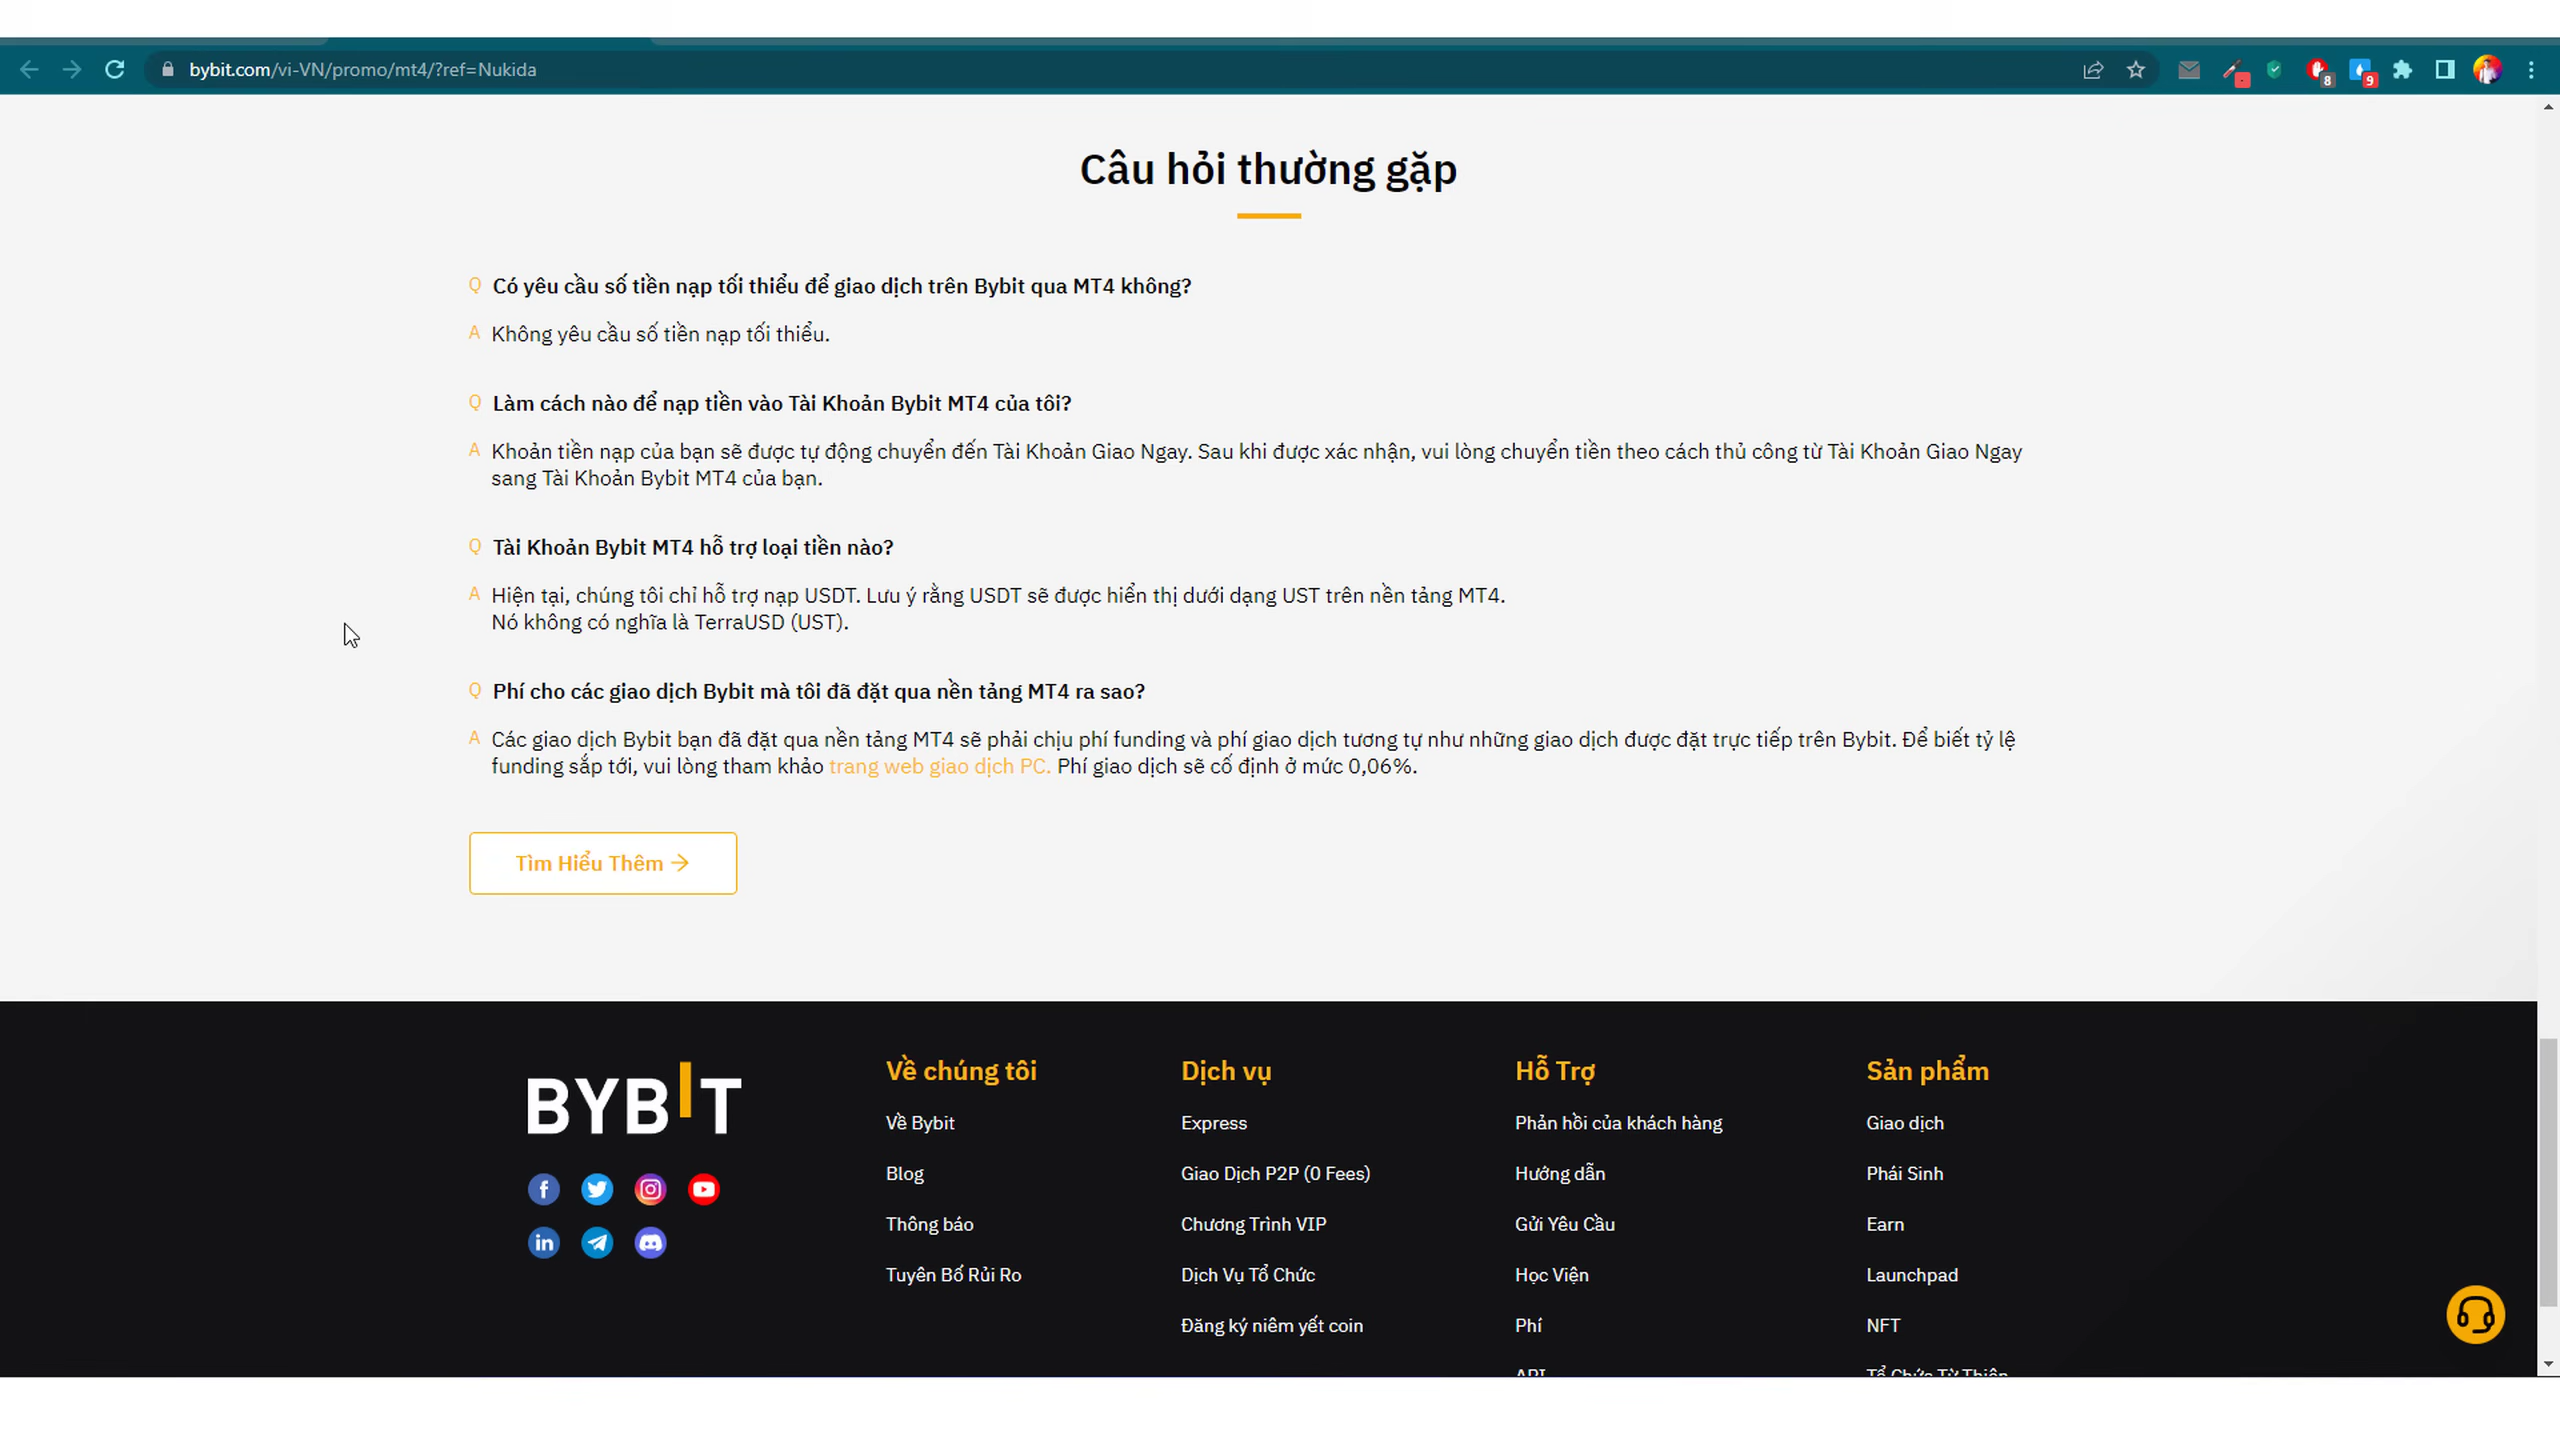 bybit.com/vi-VN/promo/mt4/?ref=Nukida
8
9
Câu hỏi thường gặp
Q Có yêu cầu số tiền nạp tối thiểu để giao dịch trên Bybit qua MT4 không?
A Không yêu cầu số tiền nạp tối thiểu.
Q Làm cách nào để nạp tiền vào Tài Khoản Bybit MT4 của tôi?
A Khoản tiền nạp của bạn sẽ được tự động chuyển đến Tài Khoản Giao Ngay. Sau khi được xác nhận, vui lòng chuyển tiền theo cách thủ công từ Tài Khoản Giao Ngay
sang Tài Khoản Bybit MT4 của bạn.
Q Tài Khoản Bybit MT4 hỗ trợ loại tiền nào?
A Hiện tại, chúng tôi chỉ hỗ trợ nạp USDT. Lưu ý rằng USDT sẽ được hiển thị dưới dạng UST trên nền tảng MT4.
Nó không có nghĩa là TerraUSD (UST).
Q Phí cho các giao dịch Bybit mà tôi đã đặt qua nền tảng MT4 ra sao?
A Các giao dịch Bybit bạn đã đặt qua nền tảng MT4 sẽ phải chịu phí funding và phí giao dịch tương tự như những giao dịch được đặt trực tiếp trên Bybit. Để biết tỷ lệ
funding sắp tới, vui lòng tham khảo trang web giao dịch PC. Phí giao dịch sẽ cố định ở mức 0,06%.
Tìm Hiểu Thêm →
BYBIT
Về chúng tôi
Về Bybit
Blog
Thông báo
Tuyên Bố Rủi Ro
Dịch vụ
Express
Giao Dịch P2P (0 Fees)
Chương Trình VIP
Dịch Vụ Tổ Chức
Đăng ký niêm yết coin
Hỗ Trợ
Phản hồi của khách hàng
Hướng dẫn
Gửi Yêu Cầu
Học Viện
Phí
API
Sản phẩm
Giao dịch
Phái Sinh
Earn
Launchpad
NFT
Tổ Chức Từ Thiện